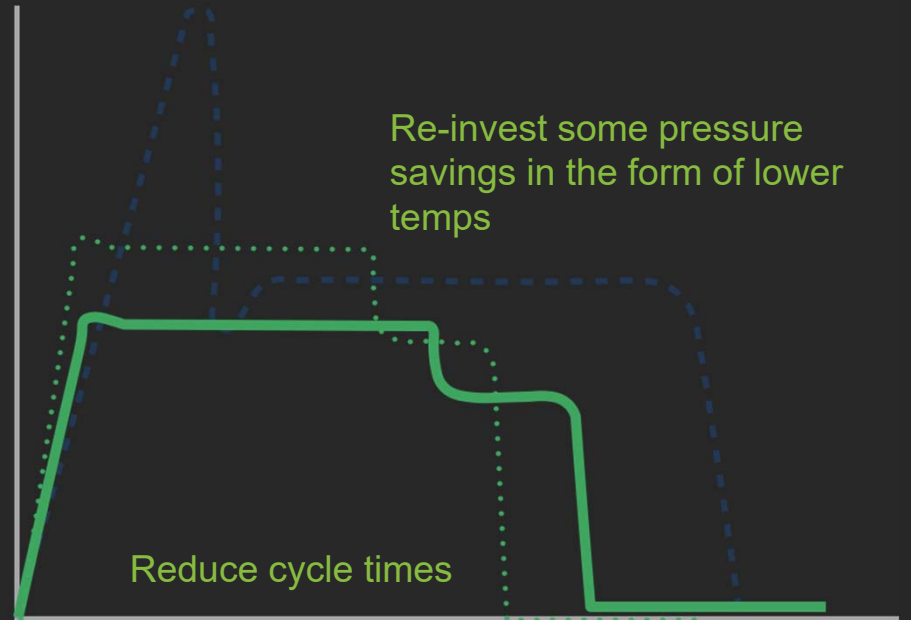 Re-invest some pressure
savings in the form of lower
temps
Reduce cycle times